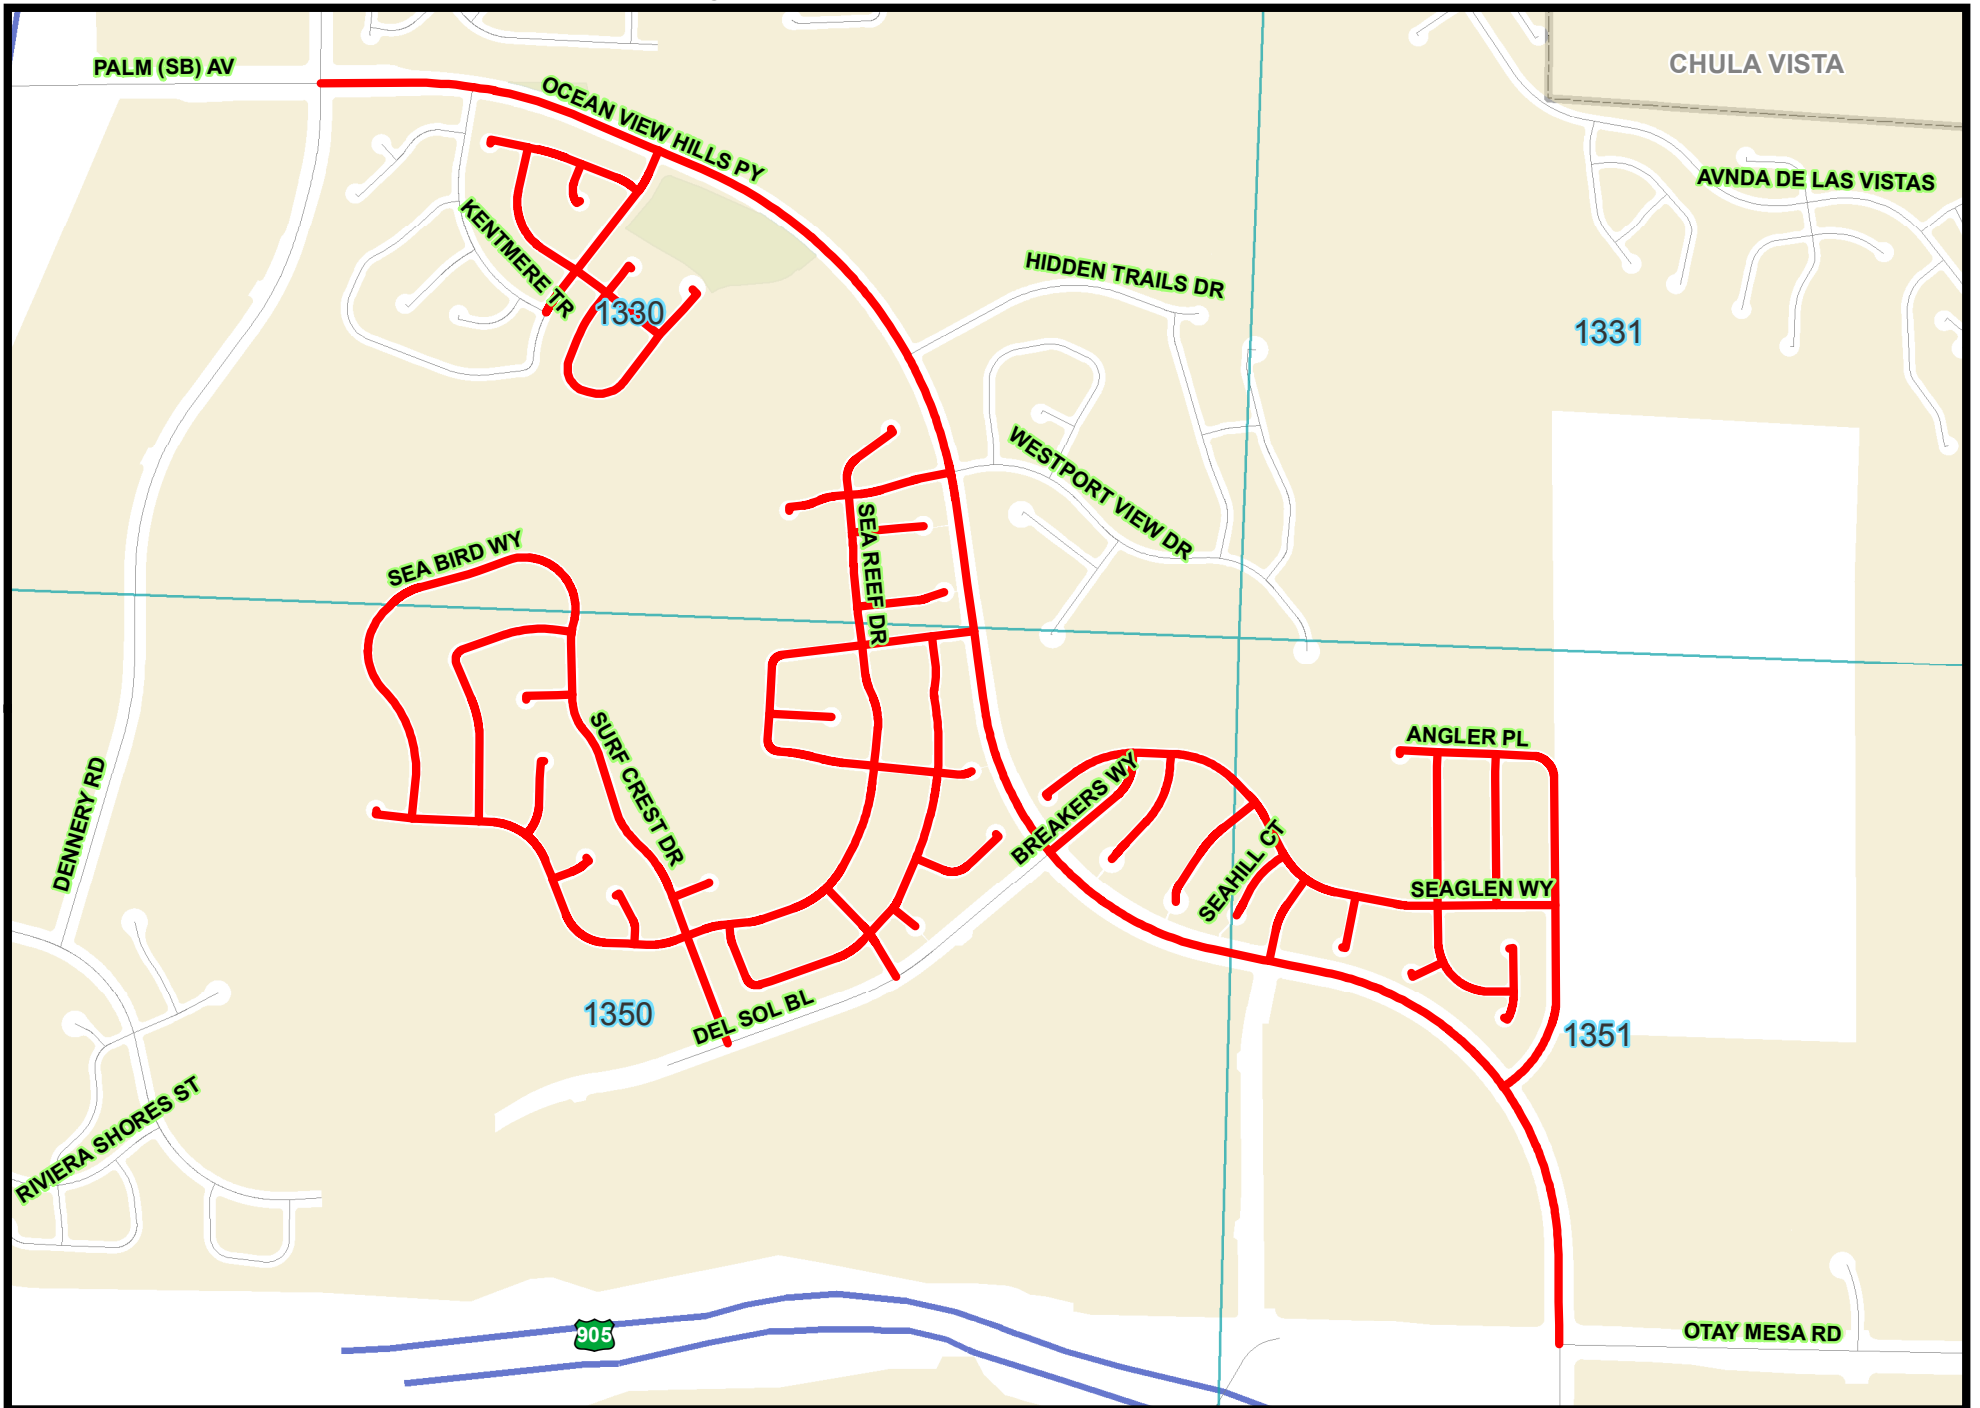 PALM (SB) AV
OCEAN VIEW HILLS PY
CHULA VISTA
AVNDA DE LAS VISTAS
KENTMERE TR
HIDDEN TRAILS DR
1330
1331
WESTPORT VIEW DR
SEA REEF DR
SEA BIRD WY
SURF CREST DR
ANGLER PL
DENNERY RD
BREAKERS WY
SEAHILL CT
SEAGLEN WY
1350
DEL SOL BL
1351
RIVIERA SHORES ST
905
OTAY MESA RD